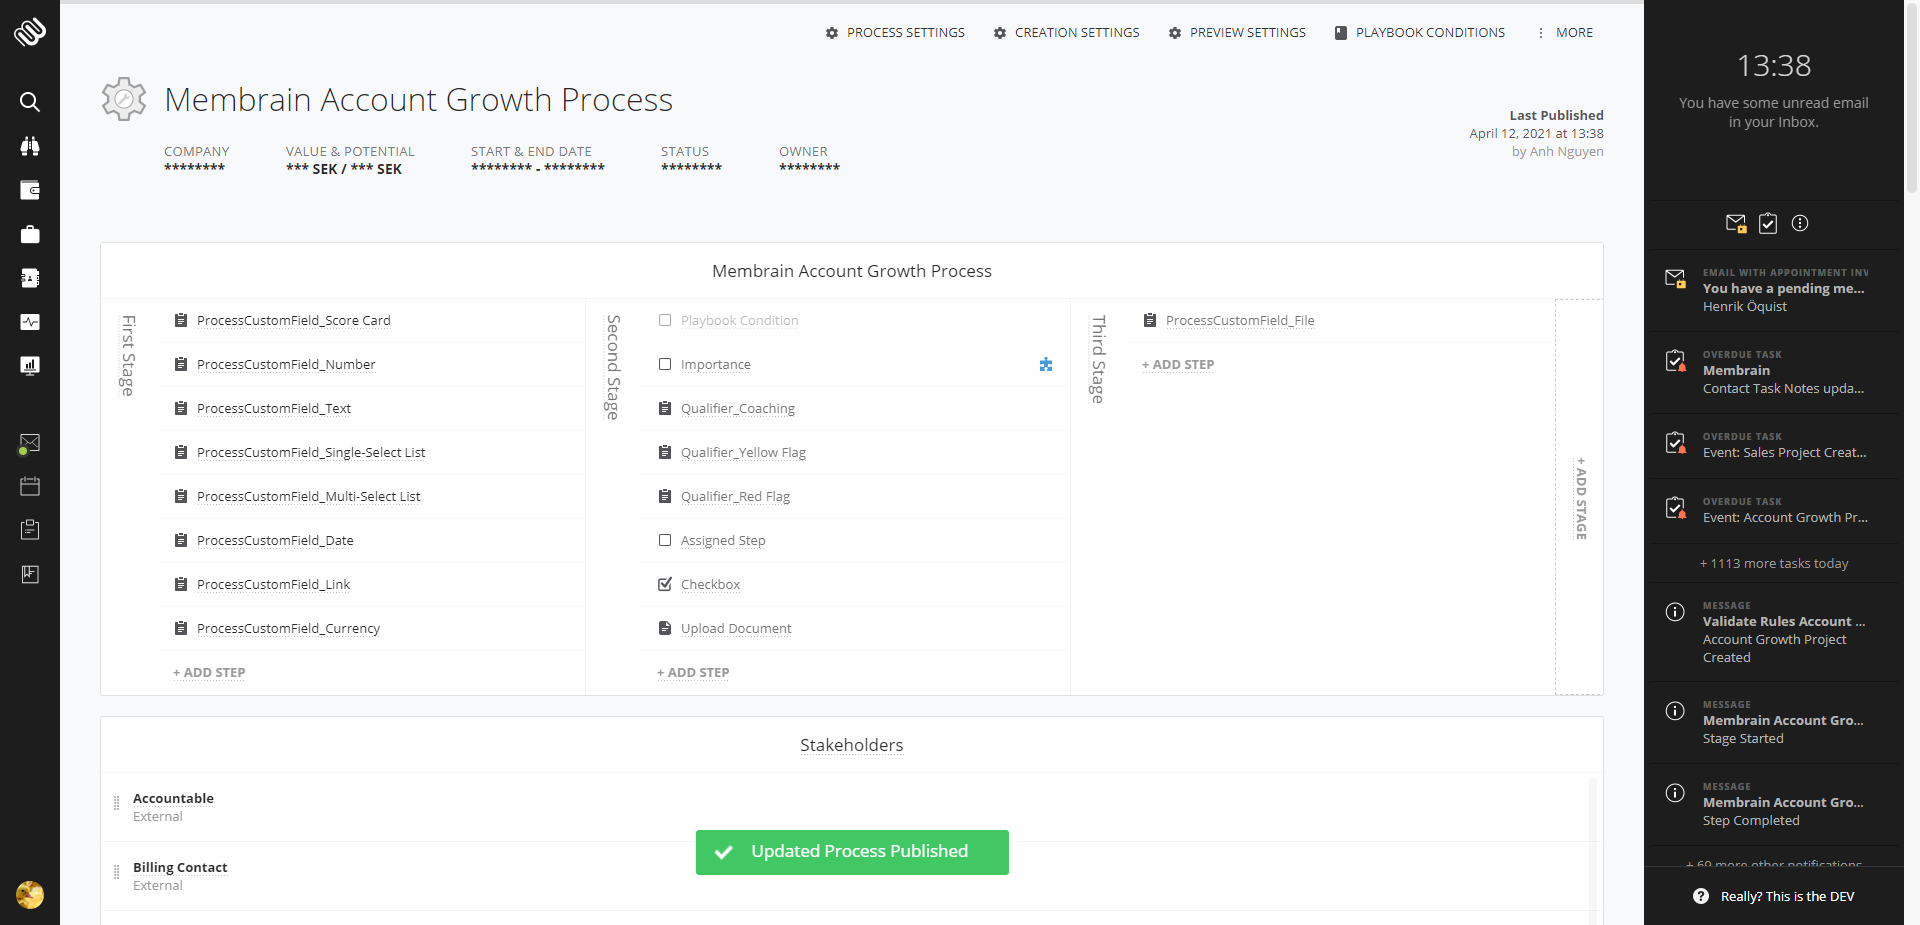 PROCESS SETTINGS
CREATION SETTINGS
PREVIEW SETTINGS
PLAYBOOK CONDITIONS
MORE
Membrain Account Growth Process
Last Published
April 12, 2021 at 13:38
by Anh Nguyen
COMPANY
********
VALUE & POTENTIAL
*** SEK / *** SEK
START & END DATE
******** - ********
STATUS
********
OWNER
********
Membrain Account Growth Process
First Stage
ProcessCustomField_Score Card
ProcessCustomField_Number
ProcessCustomField_Text
ProcessCustomField_Single-Select List
ProcessCustomField_Multi-Select List
ProcessCustomField_Date
ProcessCustomField_Link
ProcessCustomField_Currency
+ ADD STEP
Second Stage
Playbook Condition
Importance
Qualifier_Coaching
Qualifier_Yellow Flag
Qualifier_Red Flag
Assigned Step
Checkbox
Upload Document
+ ADD STEP
Third Stage
ProcessCustomField_File
+ ADD STEP
+ ADD STAGE
Stakeholders
Accountable
External
Billing Contact
External
Updated Process Published
13:38
You have some unread email
in your Inbox.
EMAIL WITH APPOINTMENT INV
You have a pending me...
Henrik Öquist
OVERDUE TASK
Membrain
Contact Task Notes upda...
OVERDUE TASK
Event: Sales Project Creat...
OVERDUE TASK
Event: Account Growth Pr...
+ 1113 more tasks today
MESSAGE
Validate Rules Account ...
Account Growth Project
Created
MESSAGE
Membrain Account Gro...
Stage Started
MESSAGE
Membrain Account Gro...
Step Completed
+ 69 more other notifications
Really? This is the DEV